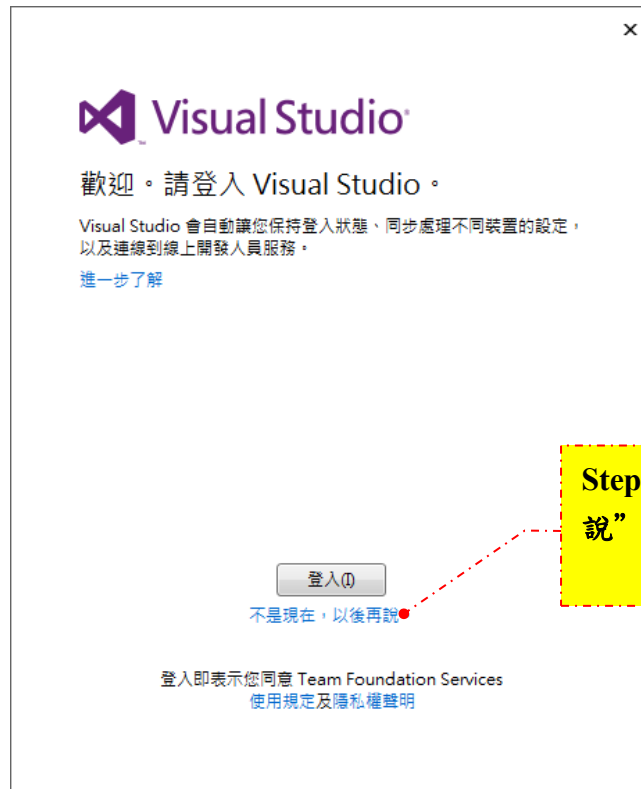 ×
Visual Studio
歡迎。請登入 Visual Studio。
Visual Studio 會自動讓您保持登入狀態、同步處理不同裝置的設定，
以及連線到線上開發人員服務。
進一步了解
Step
說”
登入(I)
不是現在，以後再說
登入即表示您同意 Team Foundation Services
使用規定及隱私權聲明